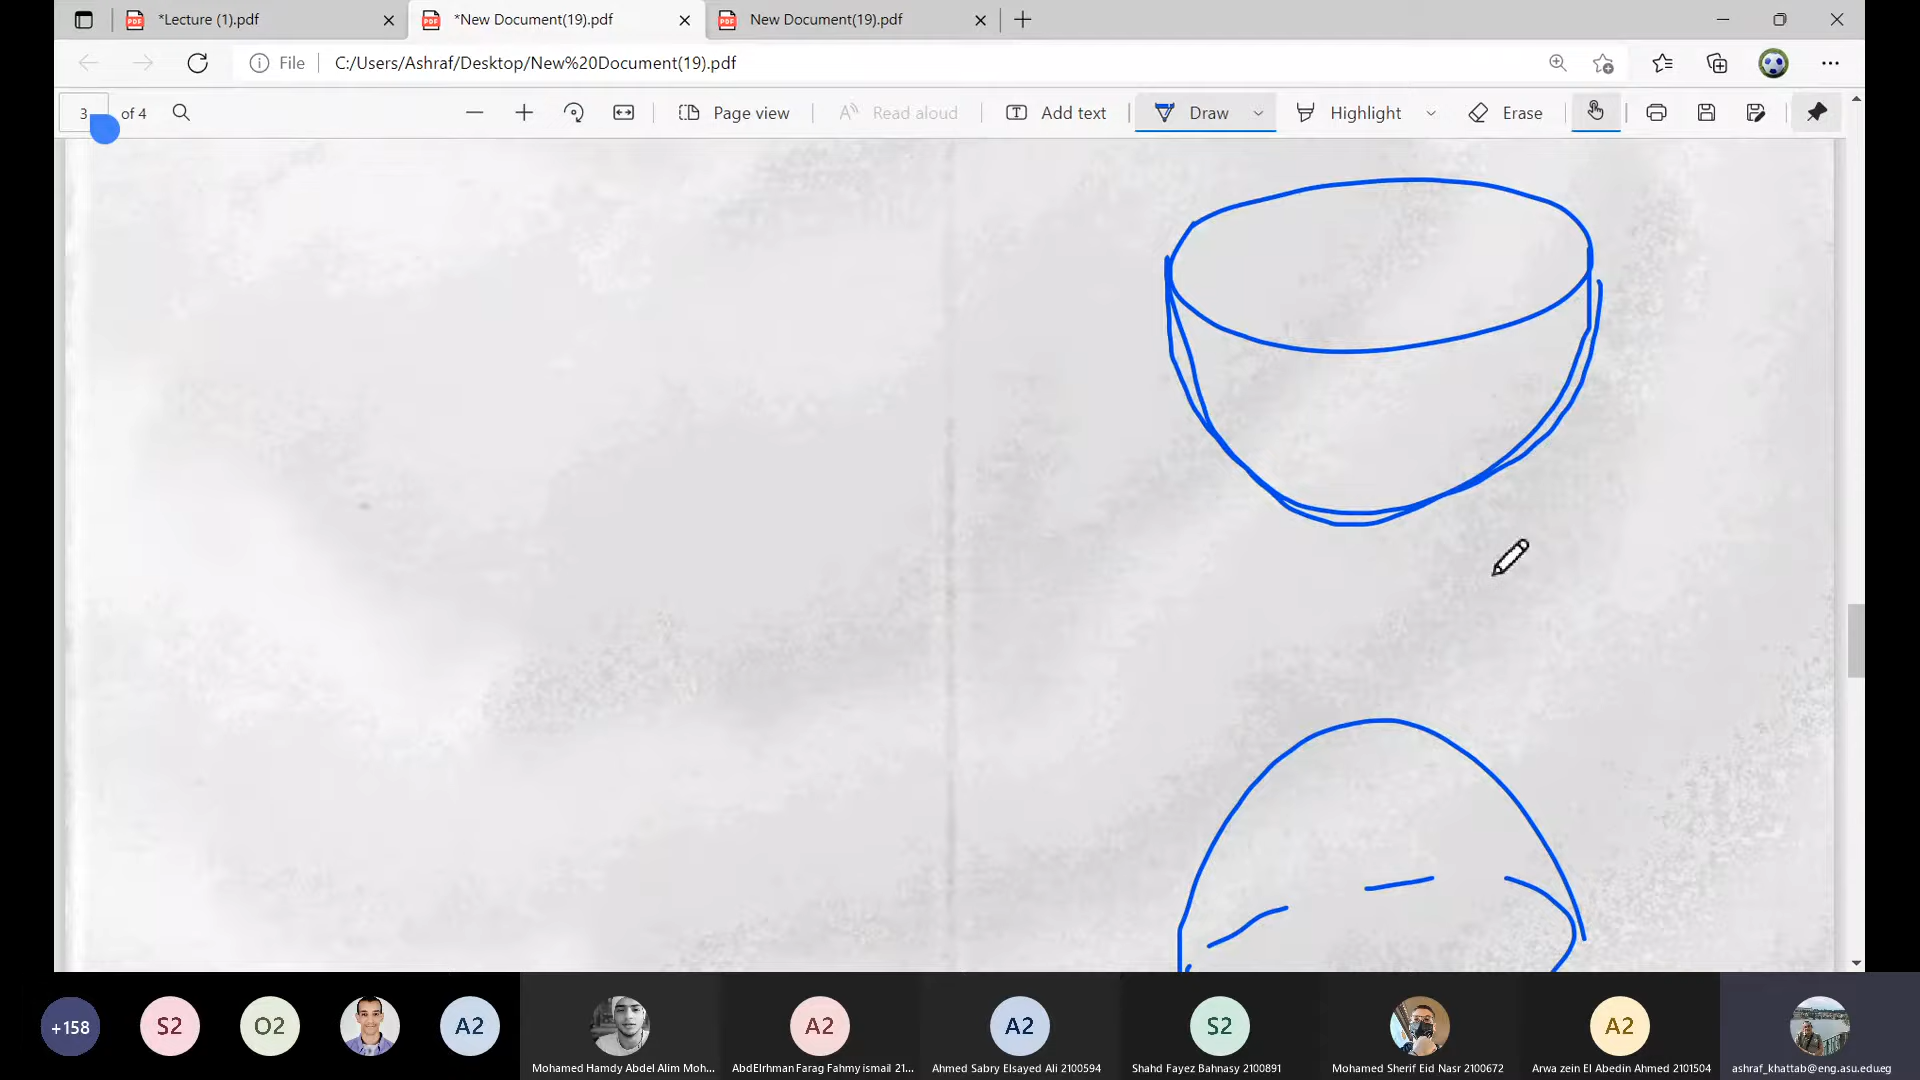 *Lecture (1).pdf
*New Document(19).pdf
New Document(19).pdf
File
C:/Users/Ashraf/Desktop/New%20Document(19).pdf
3 of 4
Page view
Read aloud
Add text
Draw
Highlight
Erase
+158
S2
O2
A2
A2
A2
S2
A2
Mohamed Hamdy Abdel Alim Moh...
AbdElrhman Farag Fahmy ismail 21...
Ahmed Sabry Elsayed Ali 2100594
Shahd Fayez Bahnasy 2100891
Mohamed Sherif Eid Nasr 2100672
Arwa zein El Abedin Ahmed 2101504
ashraf_khattab@eng.asu.edu.eg